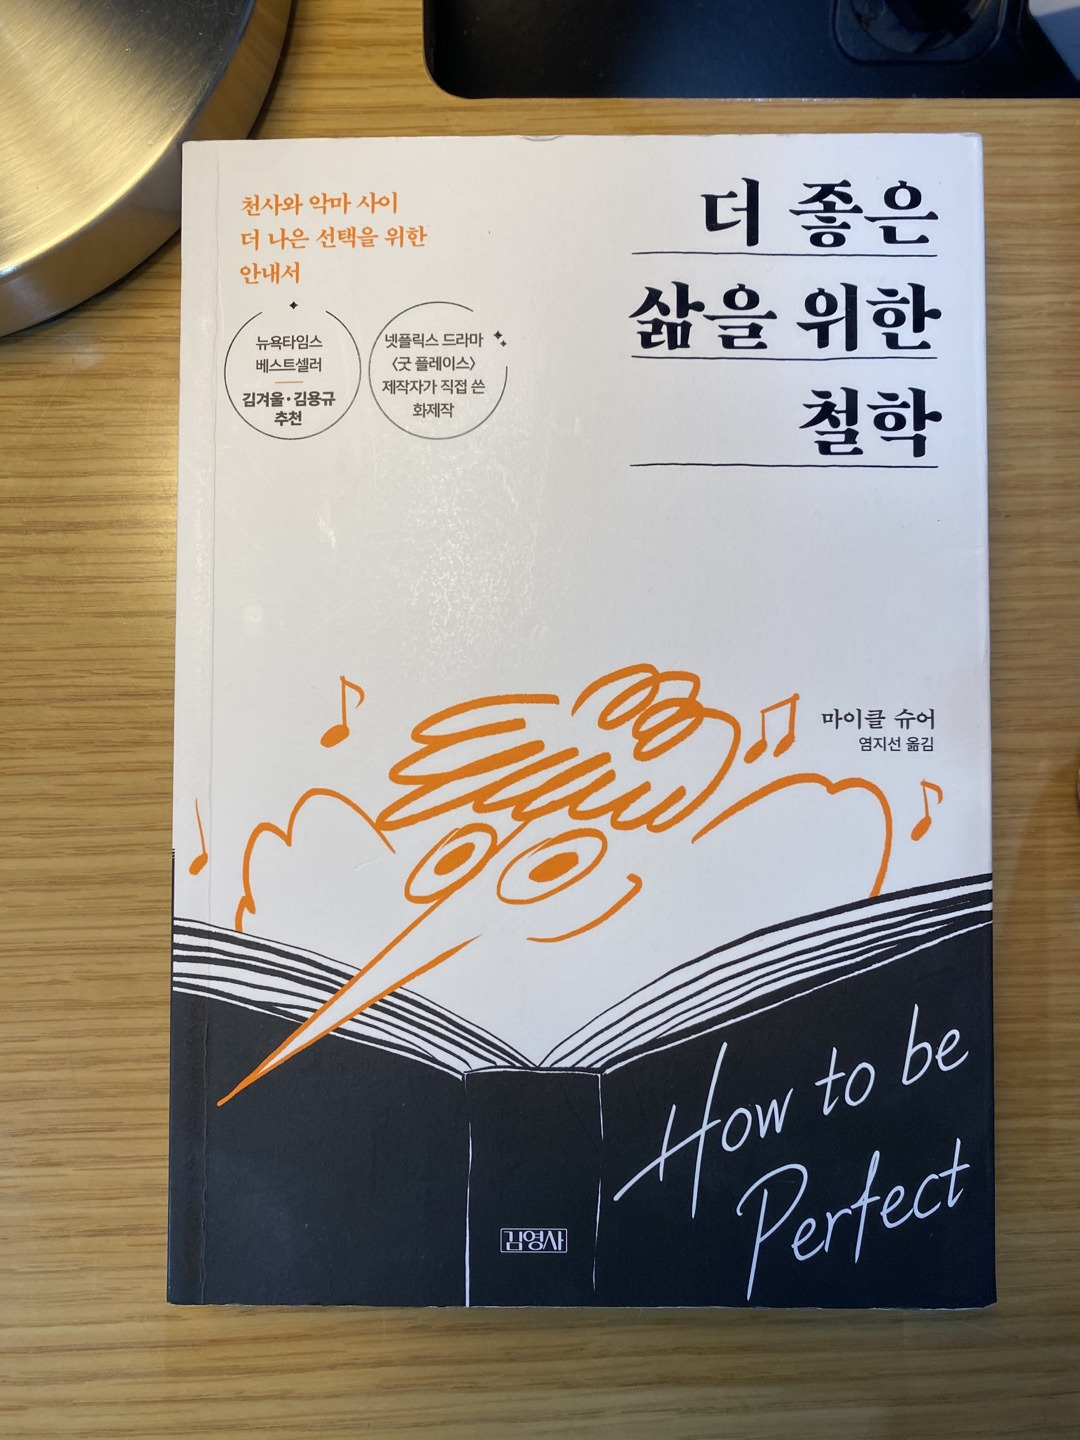 천사와 악마 사이
더 나은 선택을 위한
안내서
뉴욕타임스
베스트셀러
김겨울·김용규
추천
넷플릭스 드라마
〈굿 플레이스〉
제작자가 직접 쓴
화제작
더 좋은
삶을 위한
철학
마이클 슈어
염지선 옮김
How to be
Perfect
김영사